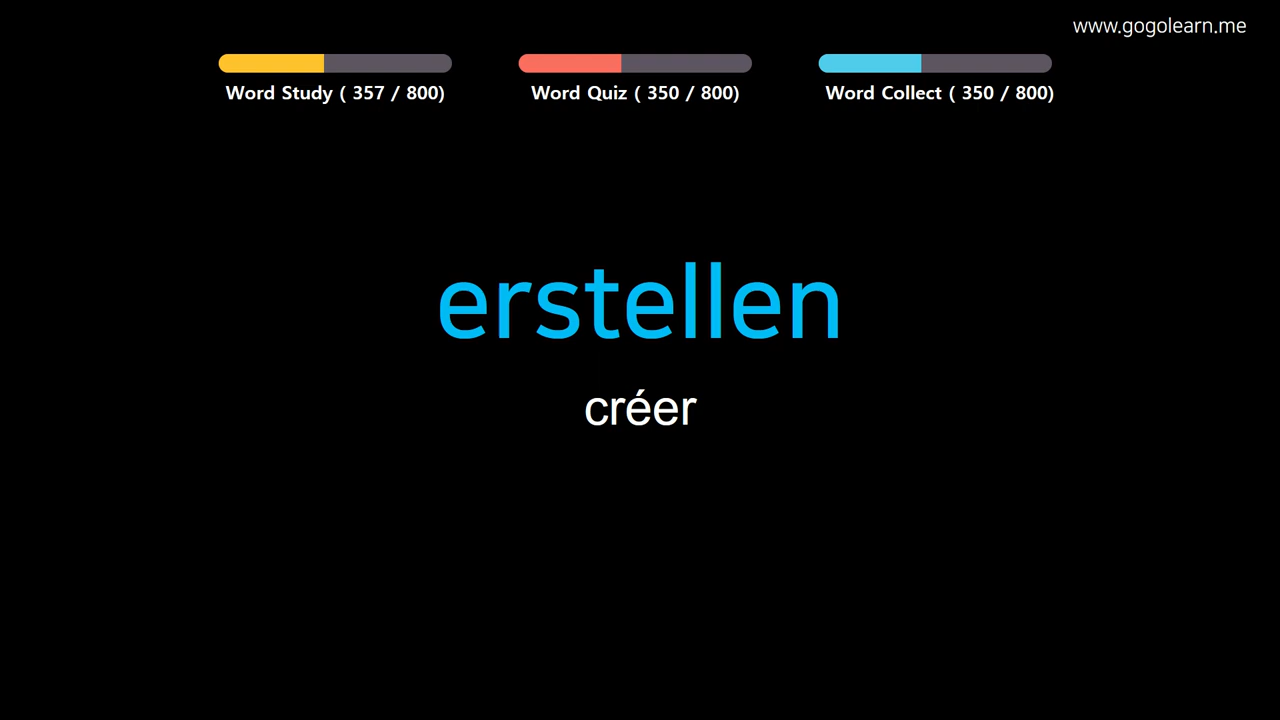 www.gogolearn.me
Word Study ( 357 / 800)
Word Quiz ( 350 / 800)
Word Collect ( 350 / 800)
erstellen
créer